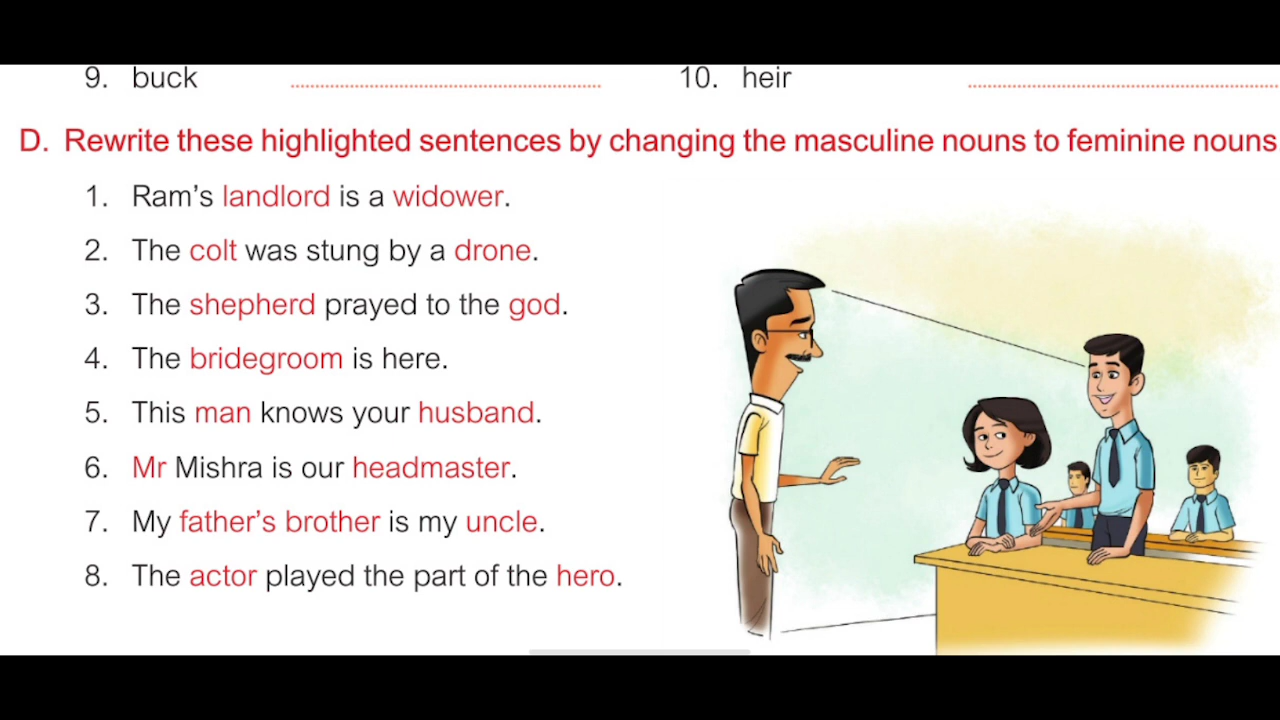 9. buck ........................................ 10. heir ........................................
D. Rewrite these highlighted sentences by changing the masculine nouns to feminine nouns
1. Ram’s landlord is a widower.
2. The colt was stung by a drone.
3. The shepherd prayed to the god.
4. The bridegroom is here.
5. This man knows your husband.
6. Mr Mishra is our headmaster.
7. My father’s brother is my uncle.
8. The actor played the part of the hero.